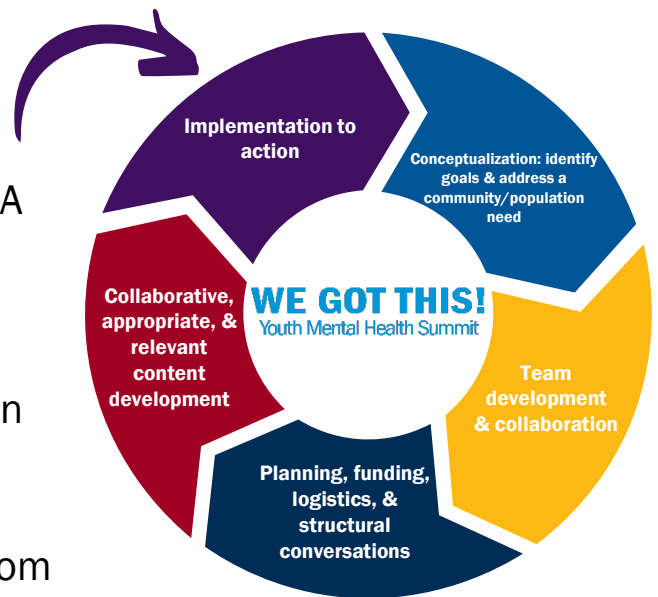 Implementation to
action
Conceptualization: identify
goals & address a
community/population
need
A
WE GOT THIS!
Youth Mental Health Summit
Collaborative,
appropriate, &
relevant
content
development
Team
development
& collaboration
n
Planning, funding,
logistics, &
structural
conversations
om